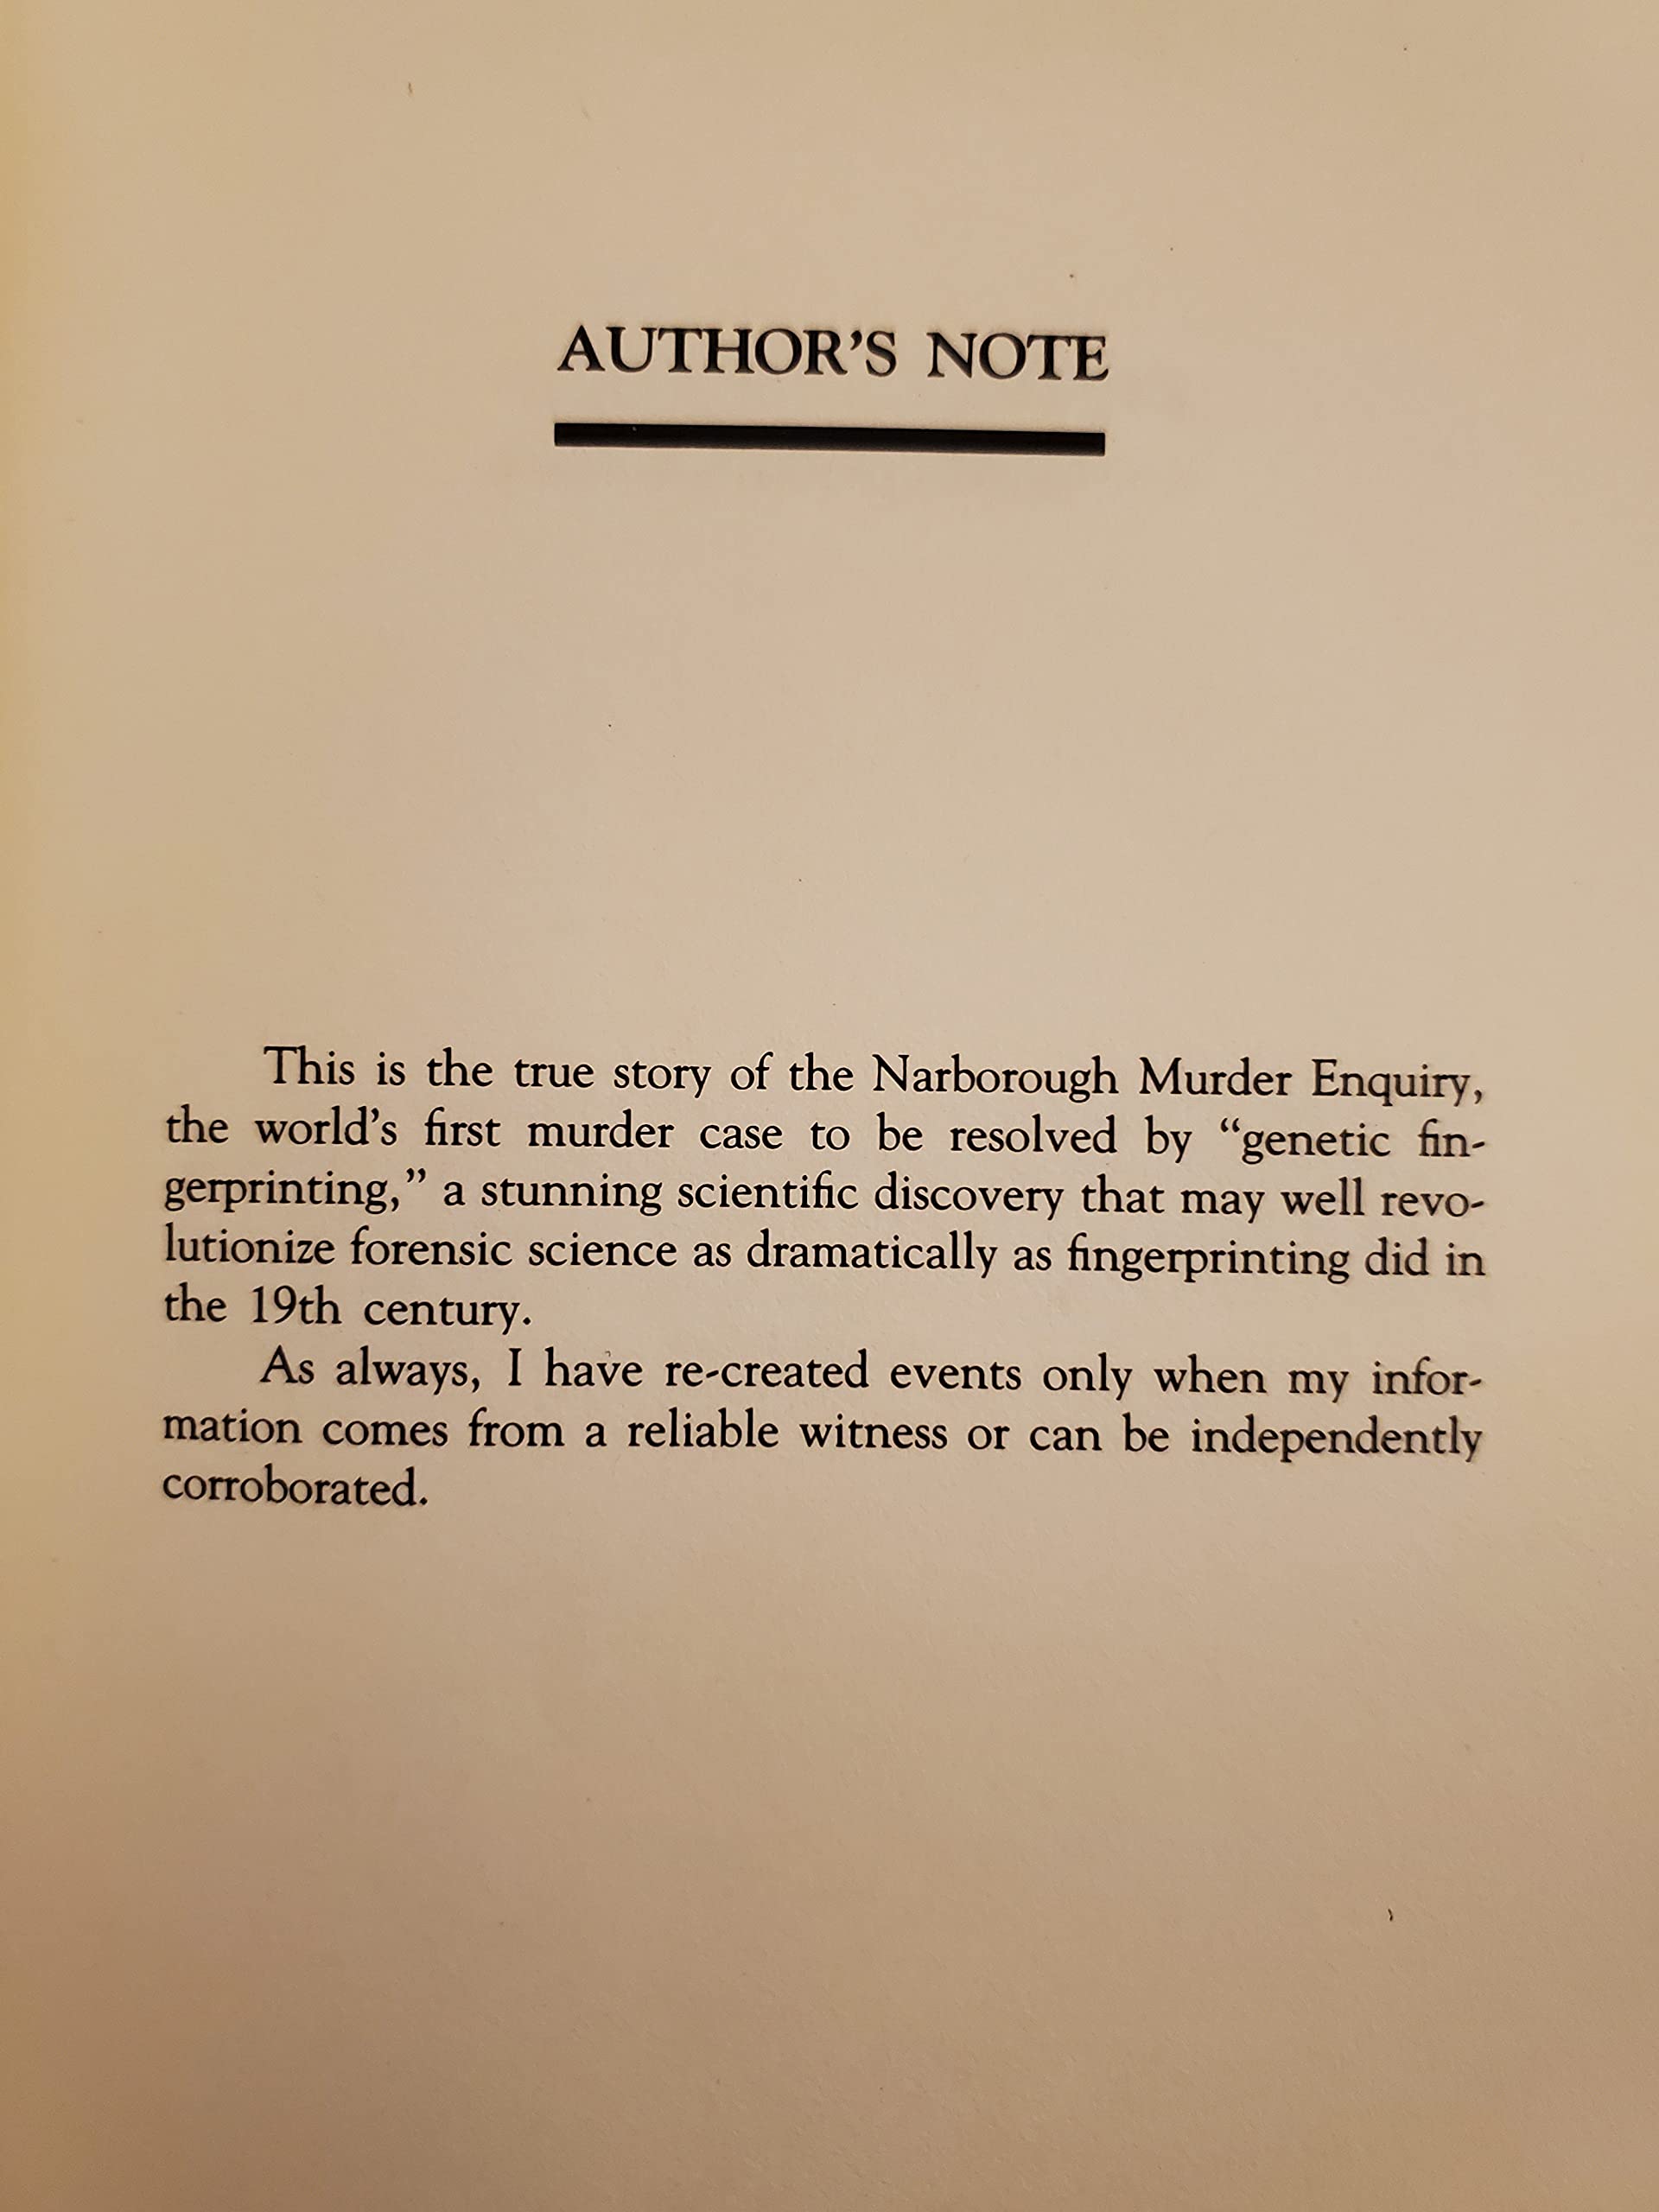 AUTHOR’S NOTE
This is the true story of the Narborough Murder Enquiry,
the world’s first murder case to be resolved by “genetic fin-
gerprinting,” a stunning scientific discovery that may well revo-
lutionize forensic science as dramatically as fingerprinting did in
the 19th century.
As always, I have re-created events only when my infor-
mation comes from a reliable witness or can be independently
corroborated.